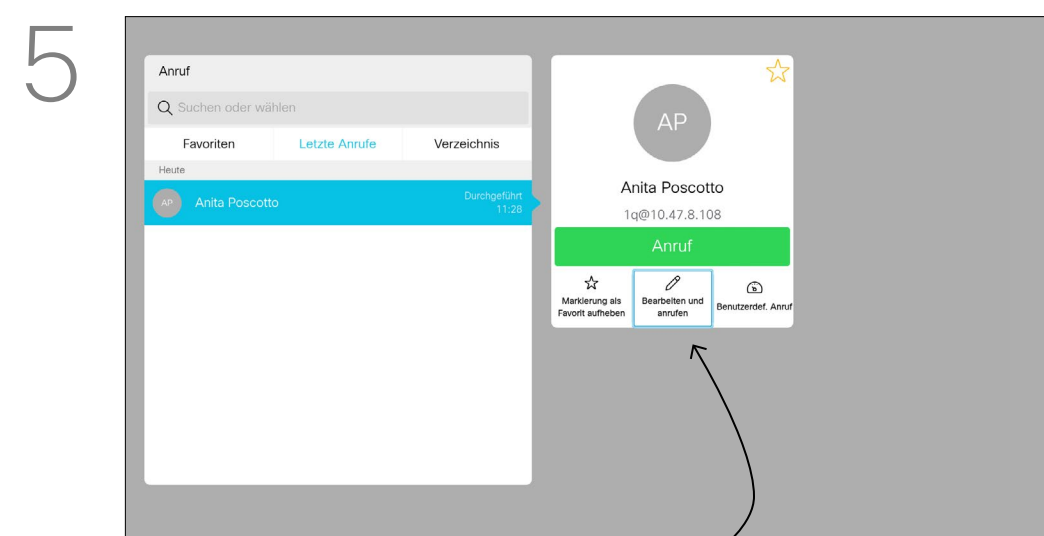 5
Anruf
Suchen oder wählen
Favoriten Letzte Anrufe Verzeichnis
Heute
AP Anita Poscotto Durchgeführt
11:28
AP
Anita Poscotto
1q@10.47.8.108
Anruf
Markierung als
Favorit aufheben
Bearbeiten und
anrufen
Benutzerdef. Anruf